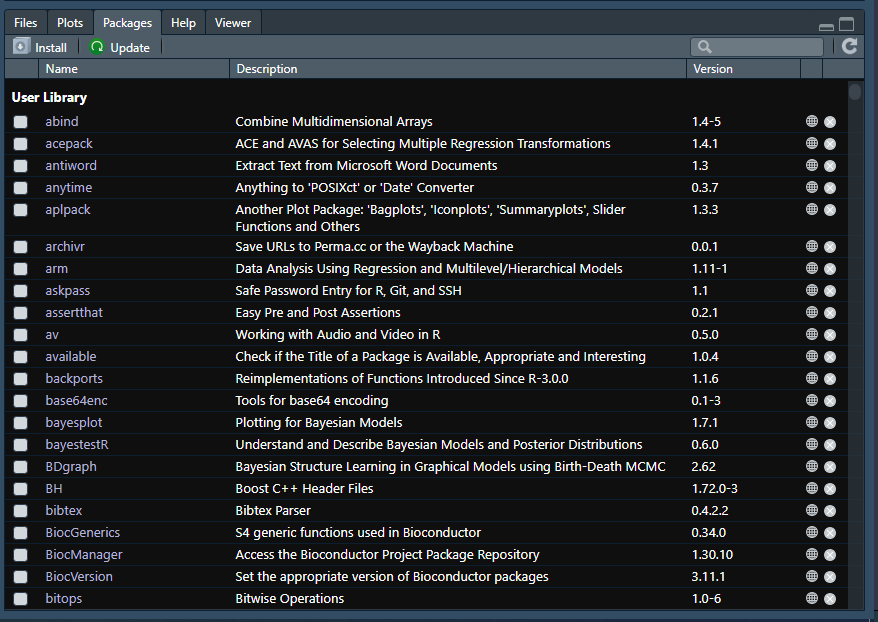 Files Plots Packages Help Viewer
Install Update
Name Description Version
User Library
abind Combine Multidimensional Arrays 1.4-5
acepack ACE and AVAS for Selecting Multiple Regression Transformations 1.4.1
antiword Extract Text from Microsoft Word Documents 1.3
anytime Anything to 'POSIXct' or 'Date' Converter 0.3.7
aplpack Another Plot Package: 'Bagplots', 'Iconplots', 'Summaryplots', Slider 1.3.3
Functions and Others
archivr Save URLs to Perma.cc or the Wayback Machine 0.0.1
arm Data Analysis Using Regression and Multilevel/Hierarchical Models 1.11-1
askpass Safe Password Entry for R, Git, and SSH 1.1
assertthat Easy Pre and Post Assertions 0.2.1
av Working with Audio and Video in R 0.5.0
available Check if the Title of a Package is Available, Appropriate and Interesting 1.0.4
backports Reimplementations of Functions Introduced Since R-3.0.0 1.1.6
base64enc Tools for base64 encoding 0.1-3
bayesplot Plotting for Bayesian Models 1.7.1
bayestestR Understand and Describe Bayesian Models and Posterior Distributions 0.6.0
BDgraph Bayesian Structure Learning in Graphical Models using Birth-Death MCMC 2.62
BH Boost C++ Header Files 1.72.0-3
bibtex Bibtex Parser 0.4.2.2
BiocGenerics S4 generic functions used in Bioconductor 0.34.0
BiocManager Access the Bioconductor Project Package Repository 1.30.10
BiocVersion Set the appropriate version of Bioconductor packages 3.11.1
bitops Bitwise Operations 1.0-6